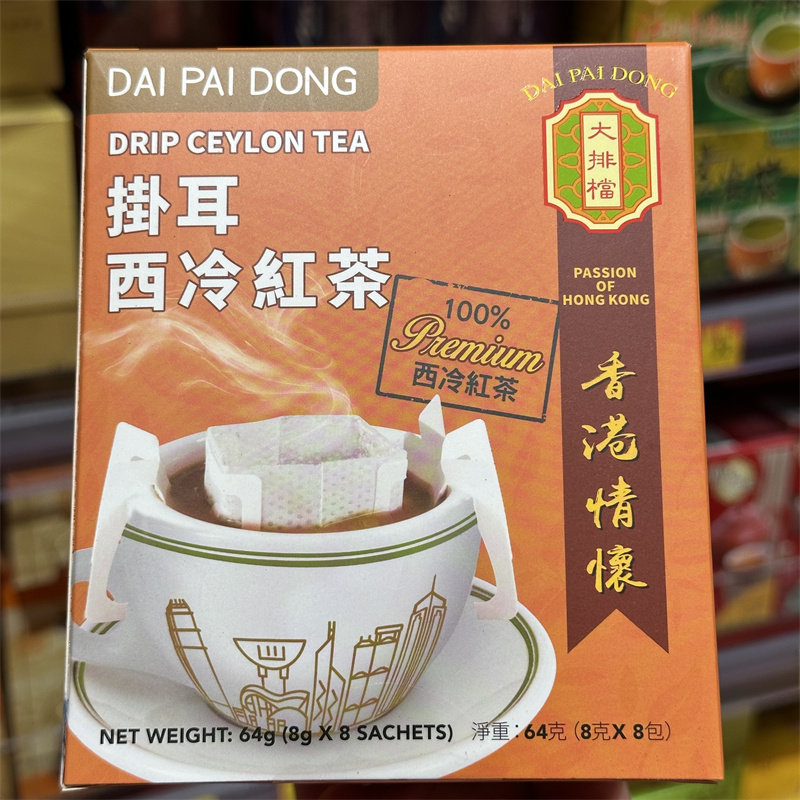 DAI PAI DONG
DRIP CEYLON TEA
掛耳
西冷紅茶
100%
Premium
西冷紅茶
DAI PAI DONG
大
排
檔
PASSION
OF
HONG KONG
香
港
情
懷
NET WEIGHT: 64g (8g X 8 SACHETS) 淨重：64克 (8克X 8包)